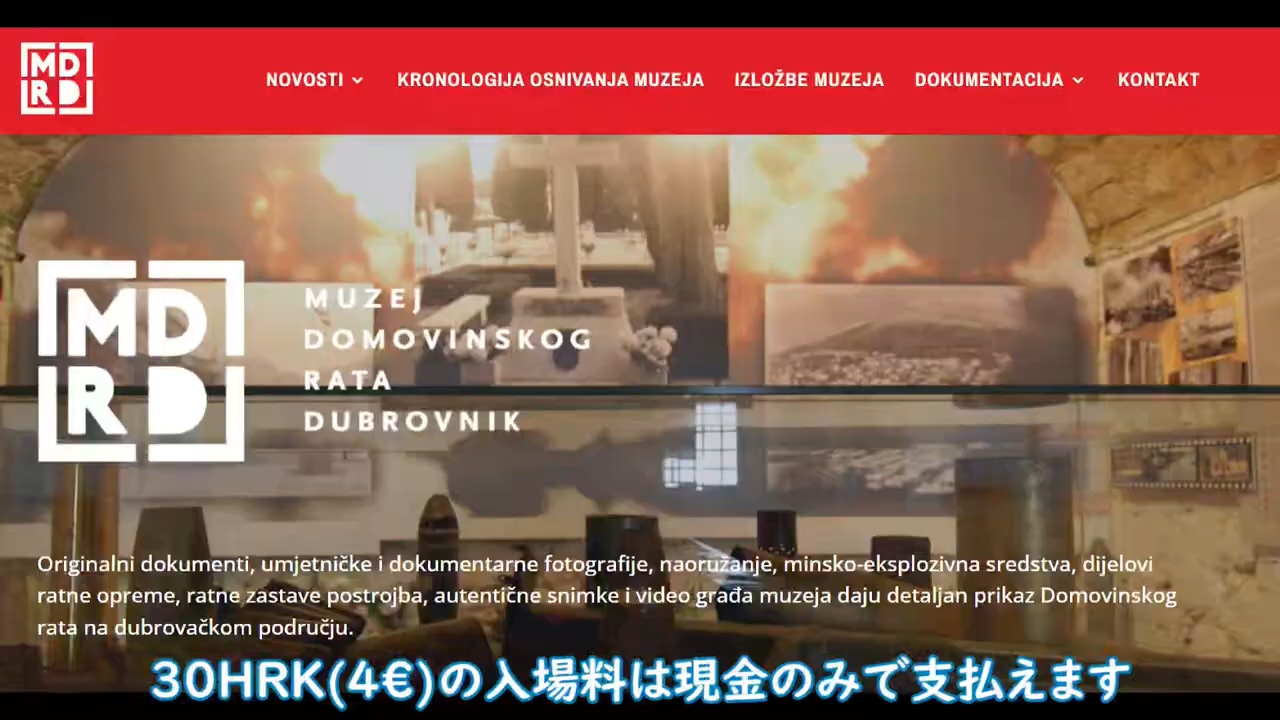 MD
RD
NOVOSTI
KRONOLOGIJA OSNIVANJA MUZEJA
IZLOŽBE MUZEJA
DOKUMENTACIJA
KONTAKT
MD
RD
MUZEJ
DOMOVINSKOG
RATA
DUBROVNIK
Originalni dokumenti, umjetničke i dokumentarne fotografije, naoružanje, minsko-eksplozivna sredstva, dijelovi
ratne opreme, ratne zastave postrojba, autentične snimke i video građa muzeja daju detaljan prikaz Domovinskog
rata na dubrovačkom području.
30HRK(4€)の入場料は現金のみで支払えます